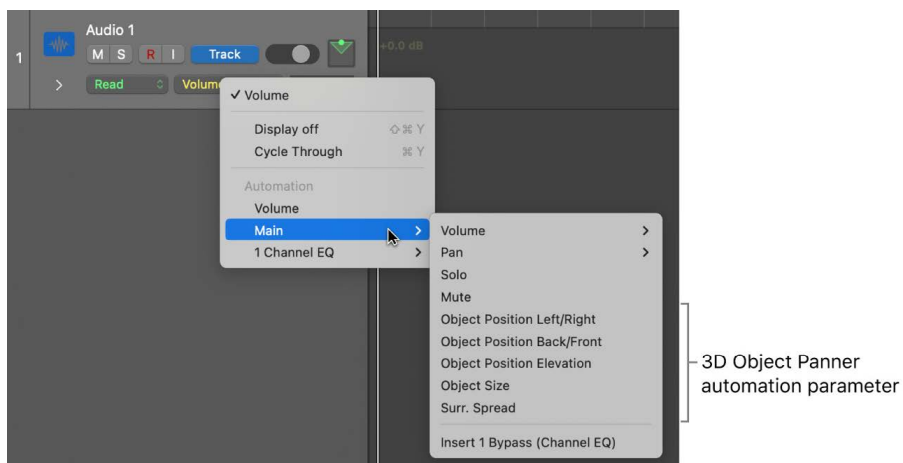 Audio 1
+0.0 dB
1
M S R I Track
Read Volum
✓ Volume
Display off ⇧⌘Y
Cycle Through ⌘Y
Automation
Volume
Main
1 Channel EQ
Volume
Pan
Solo
Mute
Object Position Left/Right
Object Position Back/Front
Object Position Elevation
Object Size
Surr. Spread
Insert 1 Bypass (Channel EQ)
3D Object Panner
automation parameter